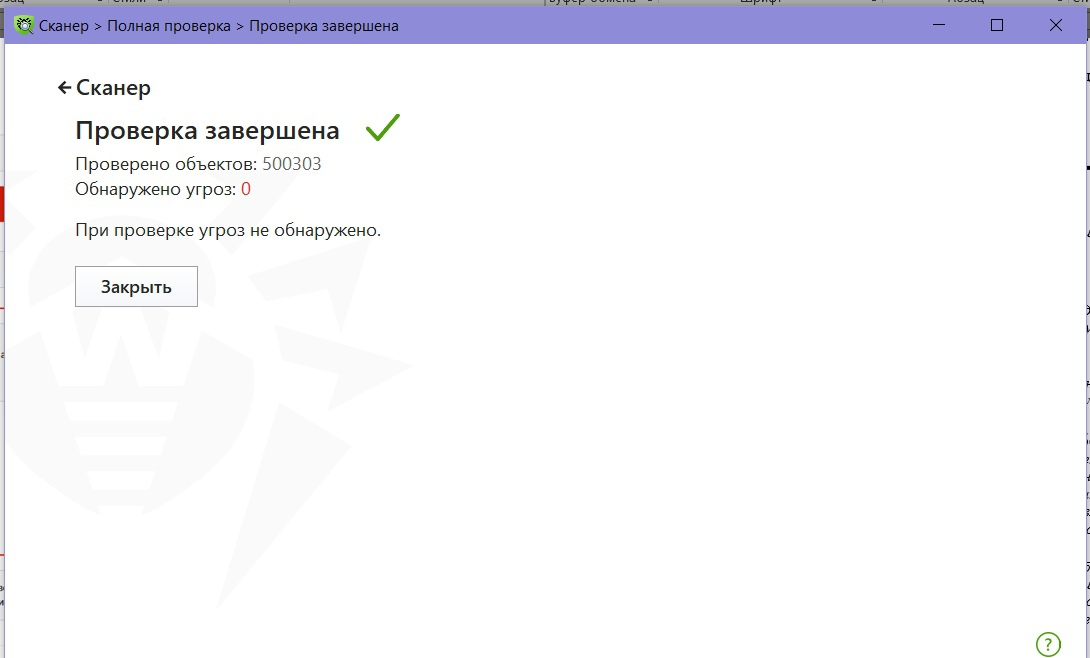 Сканер > Полная проверка > Проверка завершена
Сканер
Проверка завершена
Проверено объектов: 500303
Обнаружено угроз: 0
При проверке угроз не обнаружено.
Закрыть
?